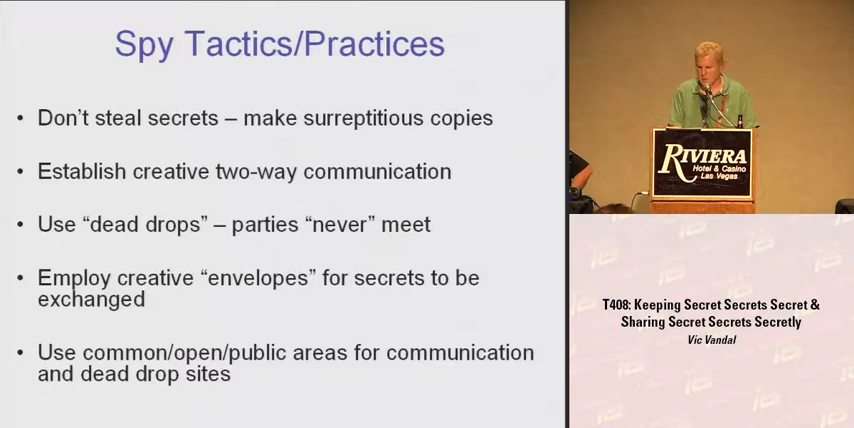 Spy Tactics/Practices
• Don't steal secrets – make surreptitious copies
• Establish creative two-way communication
• Use “dead drops” – parties “never” meet
• Employ creative “envelopes” for secrets to be
exchanged
• Use common/open/public areas for communication
and dead drop sites
RIVIERA
Hotel & Casino
Las Vegas
T408: Keeping Secret Secrets Secret &
Sharing Secret Secrets Secretly
Vic Vandal